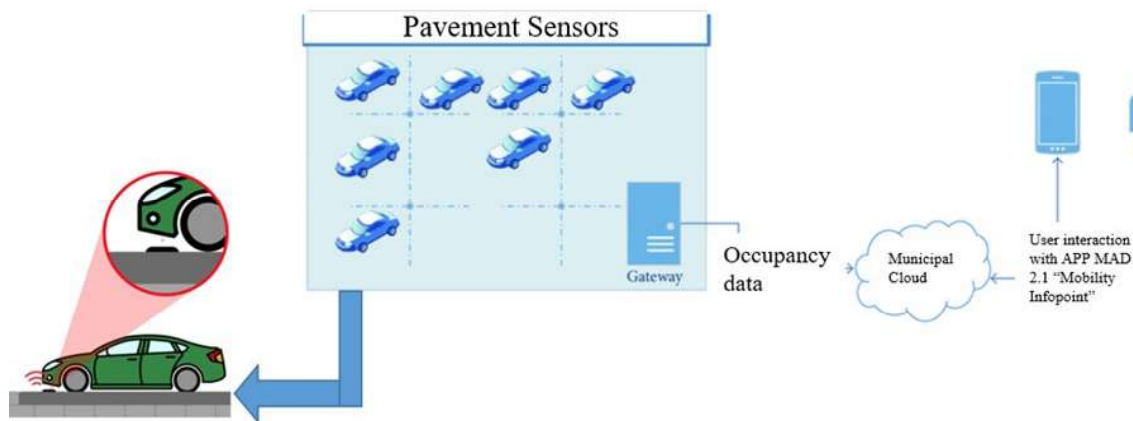 Pavement Sensors
Gateway
Occupancy
data
Municipal
Cloud
User interaction
with APP MAD
2.1 “Mobility
Infopoint”